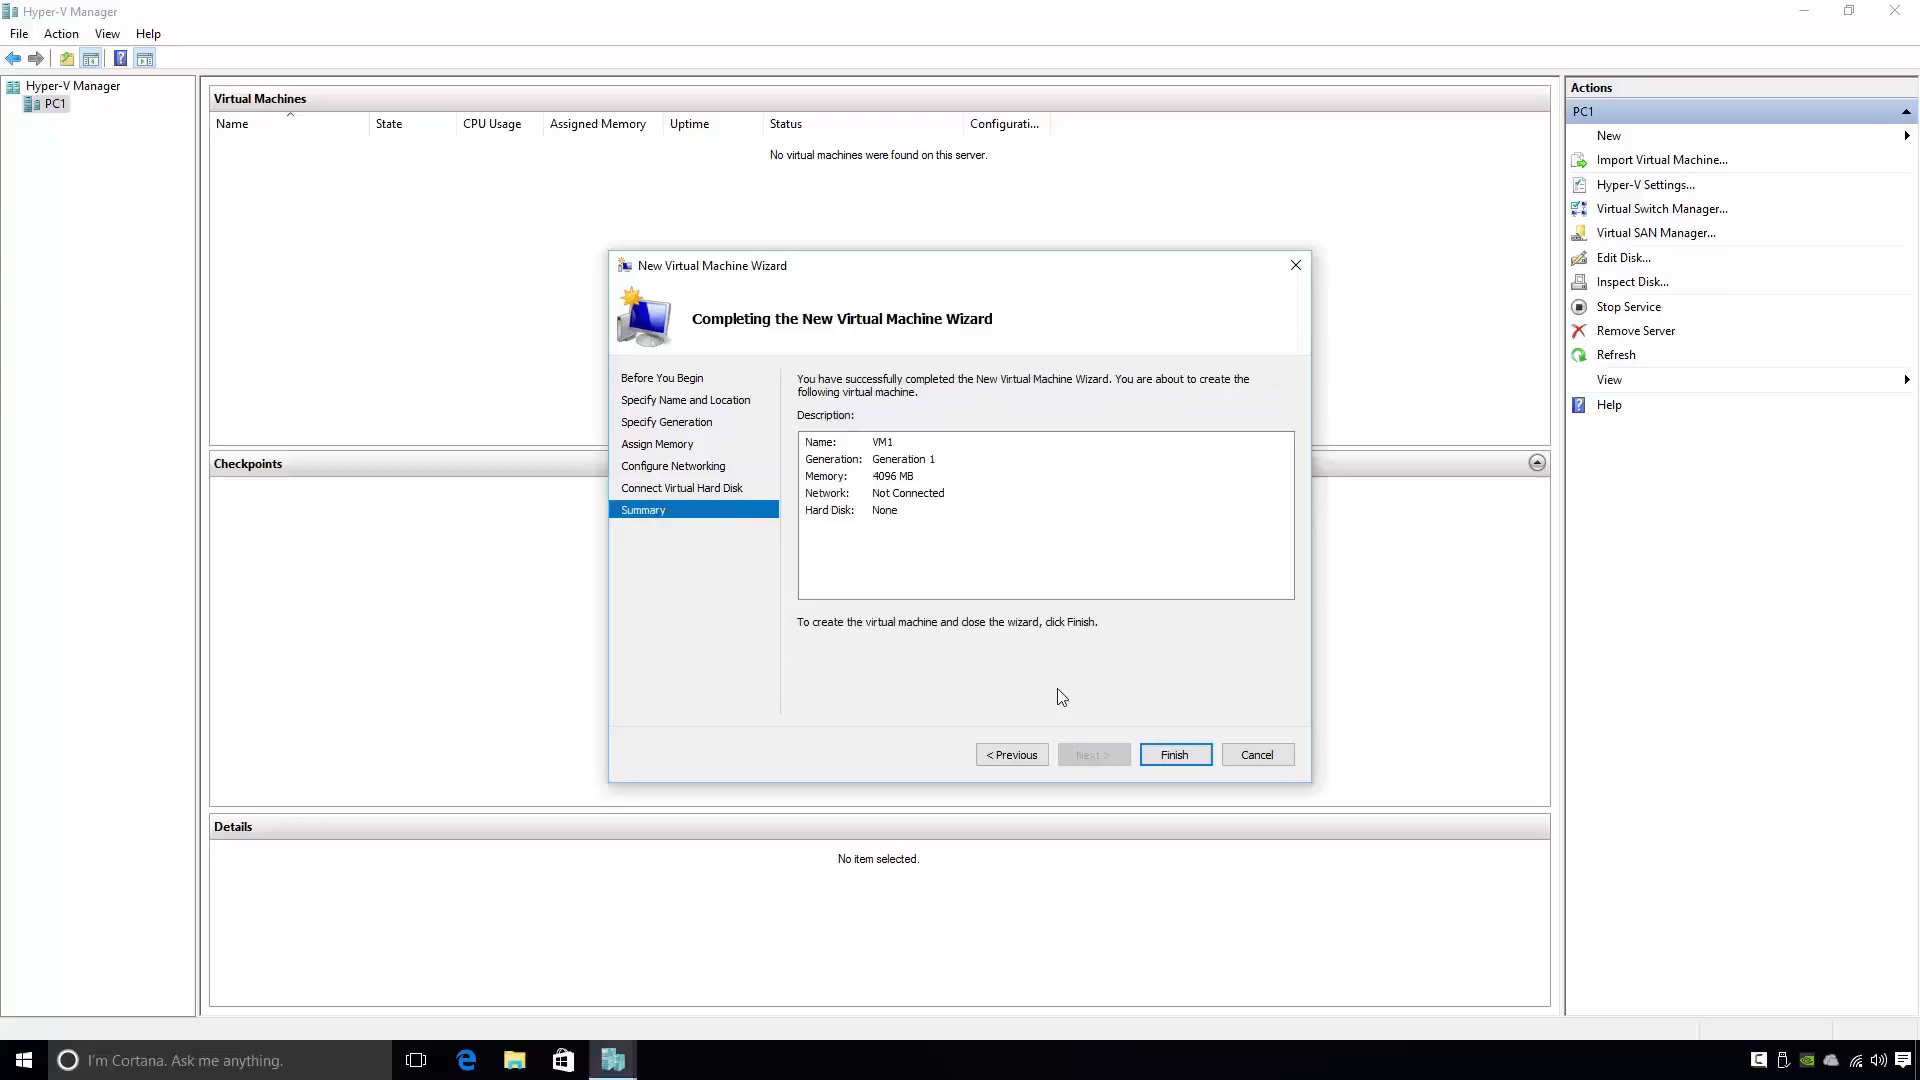 Hyper-V Manager
File Action View Help
Hyper-V Manager
PC1
Virtual Machines
Name State CPU Usage Assigned Memory Uptime Status Configurati...
No virtual machines were found on this server.
Checkpoints
Details
No item selected.
New Virtual Machine Wizard
Completing the New Virtual Machine Wizard
Before You Begin
Specify Name and Location
Specify Generation
Assign Memory
Configure Networking
Connect Virtual Hard Disk
Summary
You have successfully completed the New Virtual Machine Wizard. You are about to create the
following virtual machine.
Description:
Name: VM1
Generation: Generation 1
Memory: 4096 MB
Network: Not Connected
Hard Disk: None
To create the virtual machine and close the wizard, click Finish.
< Previous Next > Finish Cancel
Actions
PC1
New
Import Virtual Machine...
Hyper-V Settings...
Virtual Switch Manager...
Virtual SAN Manager...
Edit Disk...
Inspect Disk...
Stop Service
Remove Server
Refresh
View
Help
I'm Cortana. Ask me anything.